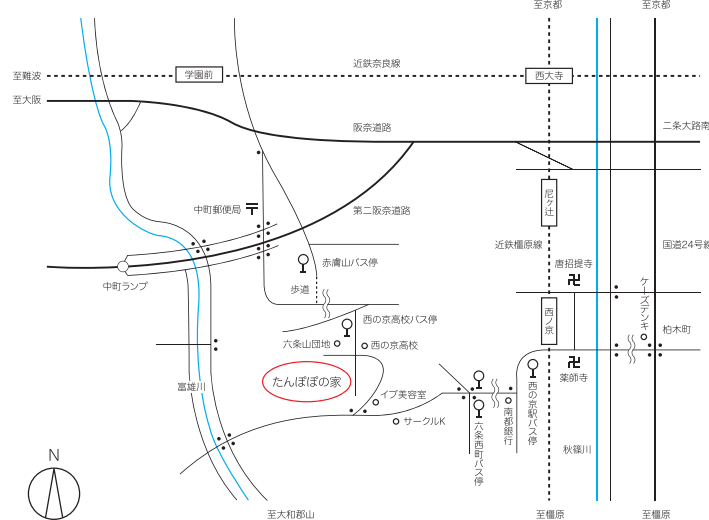 至京都
至京都
近鉄奈良線
至難波
学園前
西大寺
至大阪
阪奈道路
二条大路南
尼ヶ辻
中町郵便局
第二阪奈道路
近鉄橿原線
国道24号線
唐招提寺
赤膚山バス停
中町ランプ
歩道
ケーズデンキ
西ノ京
西の京高校バス停
柏木町
六条山団地
西の京高校
たんぽぽの家
薬師寺
富雄川
イブ美容室
西の京駅バス停
サークルK
南都銀行
六条西町バス停
秋篠川
N
至大和郡山
至橿原
至橿原